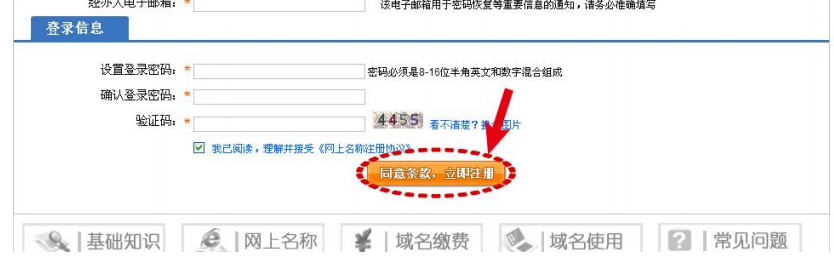 经办人电子邮箱：* 该电子邮箱用于密码恢复等重要信息的通知，请务必准确填写
登录信息
设置登录密码：* 密码必须是8-16位半角英文和数字混合组成
确认登录密码：*
验证码：* 4455 看不清楚？换 图片
我已阅读，理解并接受《网上名称注册协议》
同意条款，立即注册
基础知识 | 网上名称 | 域名缴费 | 域名使用 | 常见问题